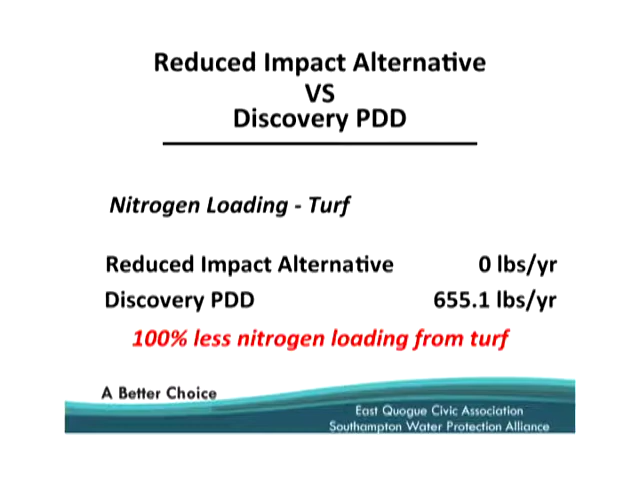 Reduced Impact Alternative
VS
Discovery PDD
Nitrogen Loading - Turf
Reduced Impact Alternative 0 lbs/yr
Discovery PDD 655.1 lbs/yr
100% less nitrogen loading from turf
A Better Choice
East Quogue Civic Association
Southampton Water Protection Alliance